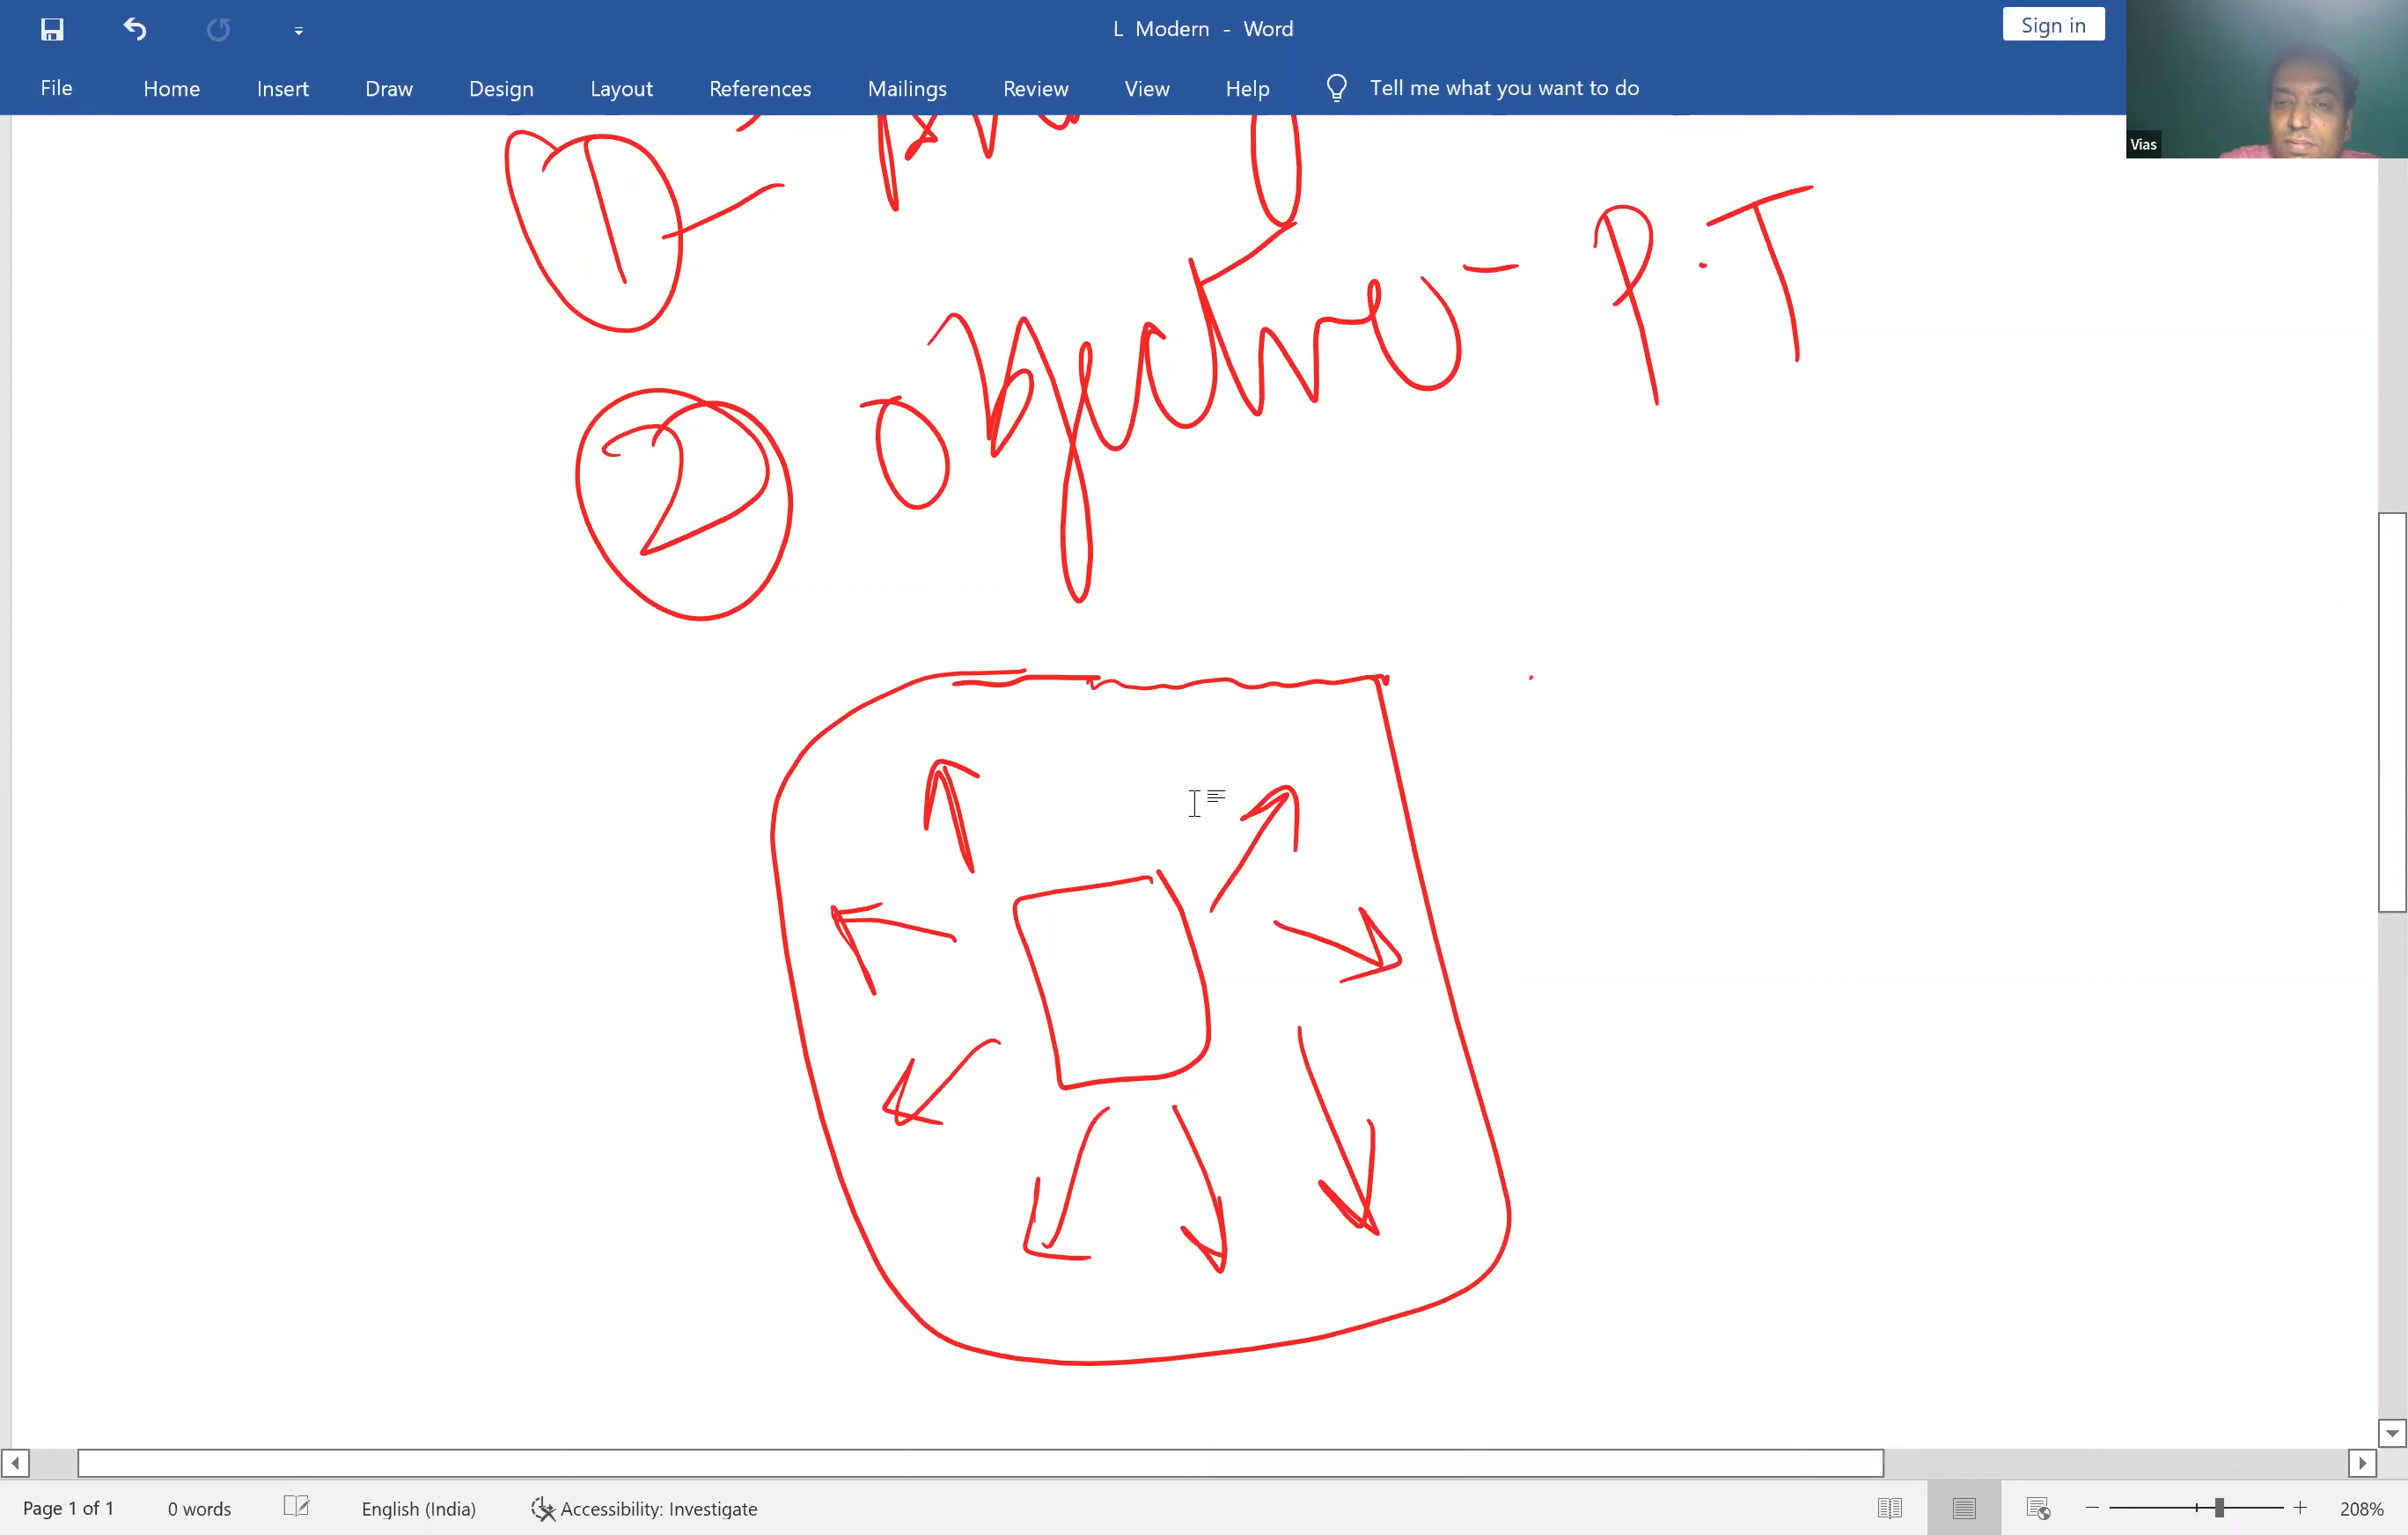 L Modern - Word
Sign in
File Home Insert Draw Design Layout References Mailings Review View Help Tell me what you want to do
Vias
1 -
2 Objective - P.T
Page 1 of 1 0 words English (India) Accessibility: Investigate 208%